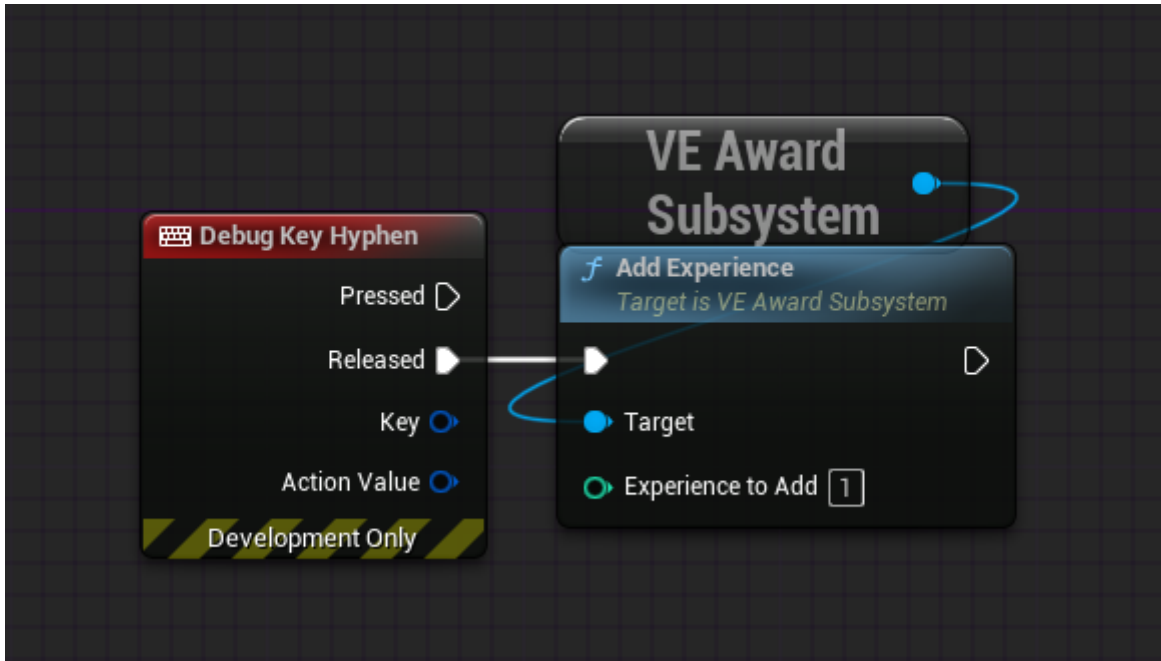 Debug Key Hyphen
Pressed
Released
Key
Action Value
Development Only
VE Award
Subsystem
f Add Experience
Target is VE Award Subsystem
Target
Experience to Add 1